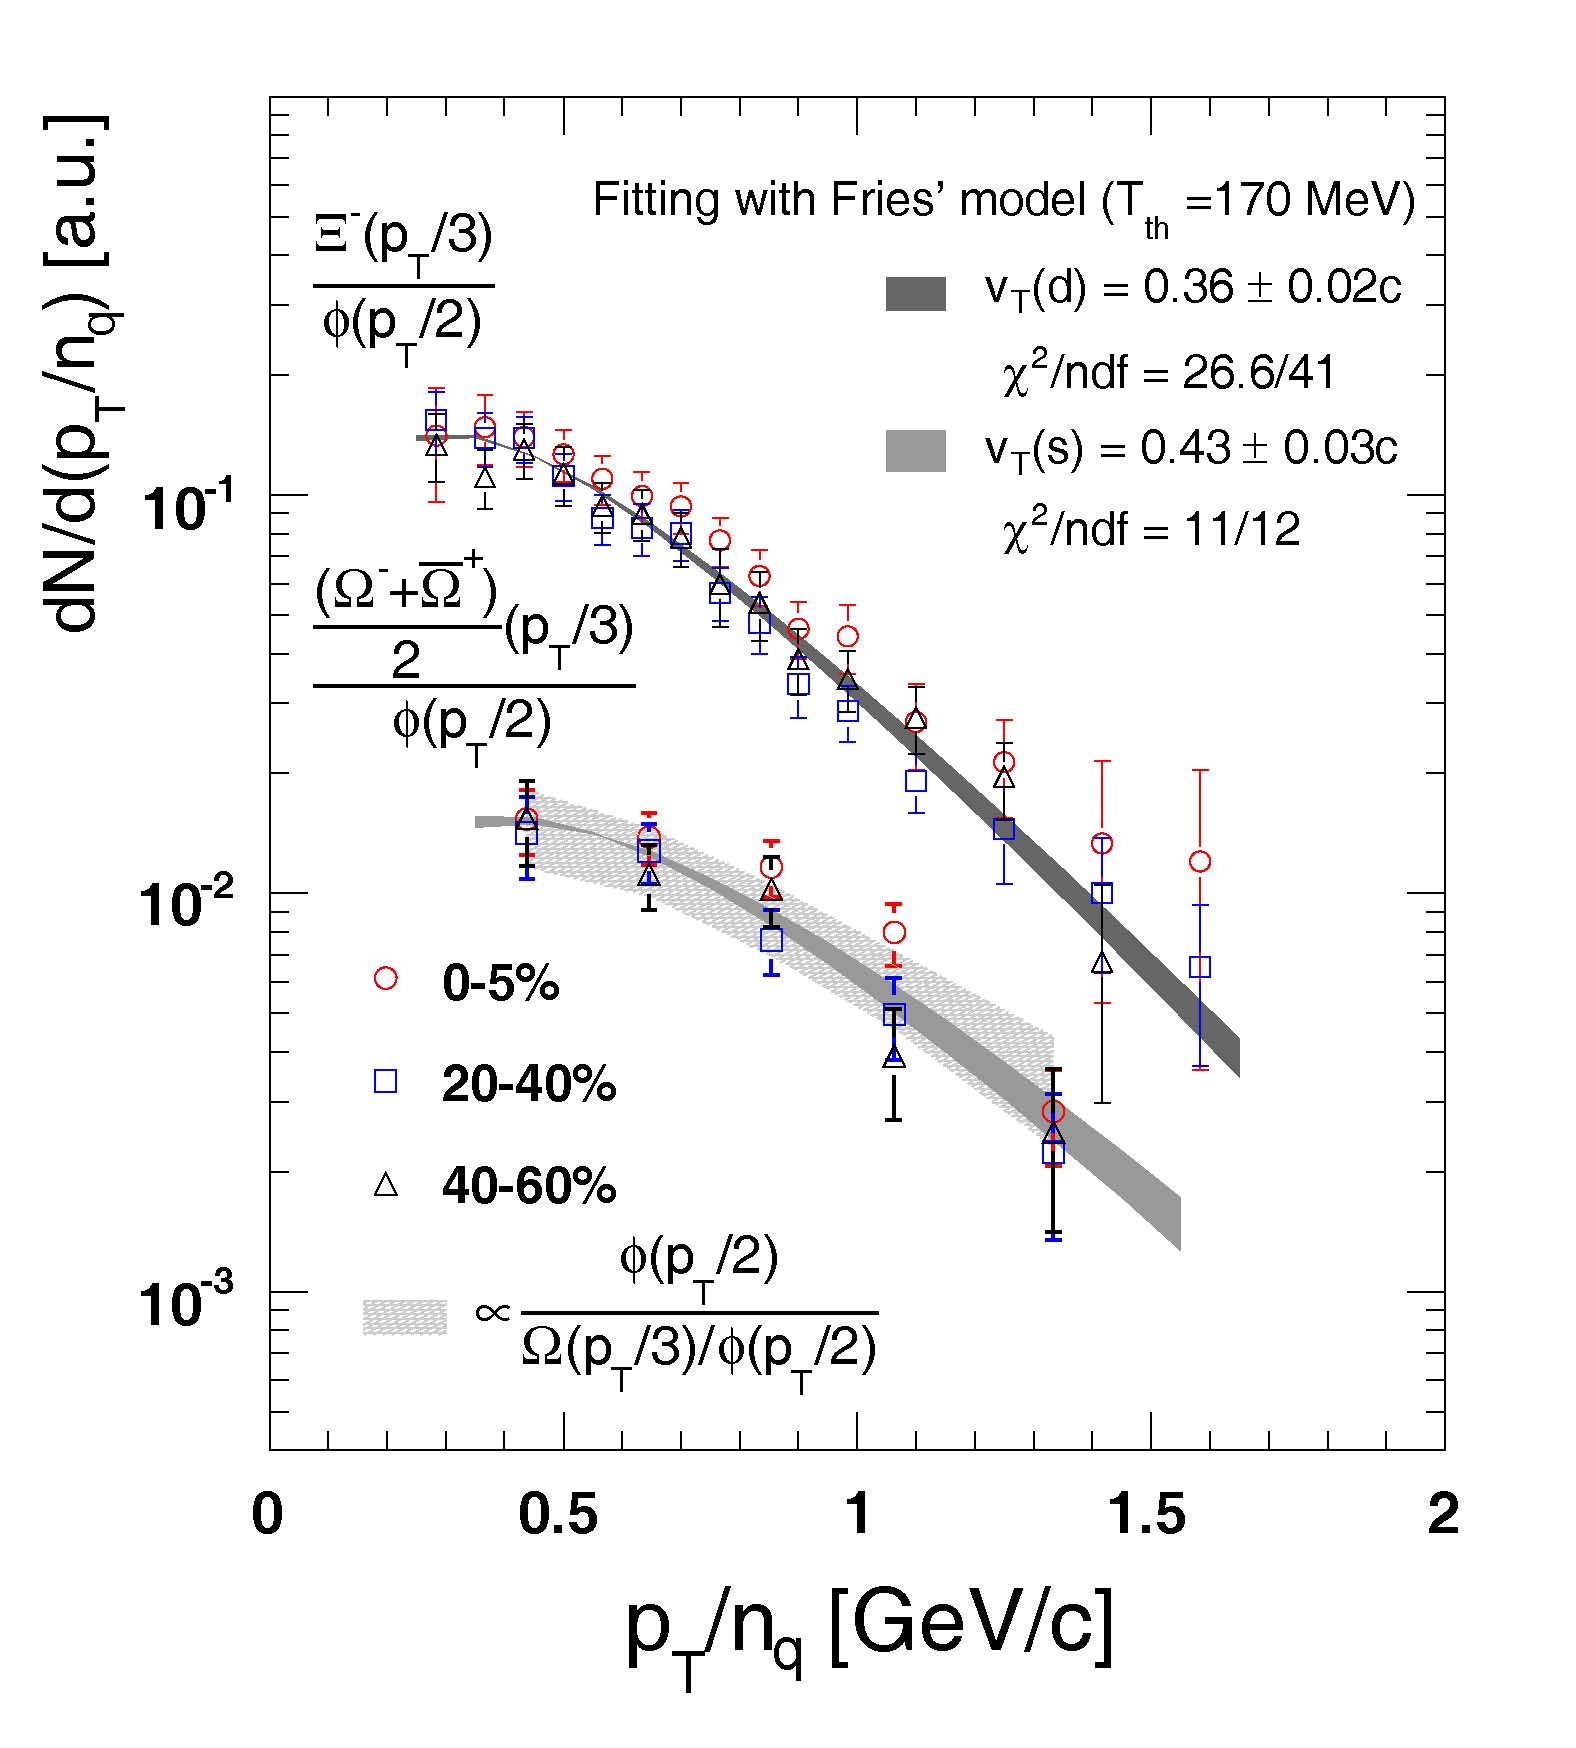 dN/d(p_T/n_q) [a.u.]
Fitting with Fries' model (T_th =170 MeV)
Ξ^-(p_T/3)
ϕ(p_T/2)
v_T(d) = 0.36 ± 0.02c
χ^2/ndf = 26.6/41
v_T(s) = 0.43 ± 0.03c
χ^2/ndf = 11/12
10^-1
(Ω^-+Ω̅^+)
2
(p_T/3)
ϕ(p_T/2)
10^-2
0-5%
20-40%
40-60%
10^-3
∝
ϕ(p_T/2)
Ω(p_T/3)/ϕ(p_T/2)
0 0.5 1 1.5 2
p_T/n_q [GeV/c]